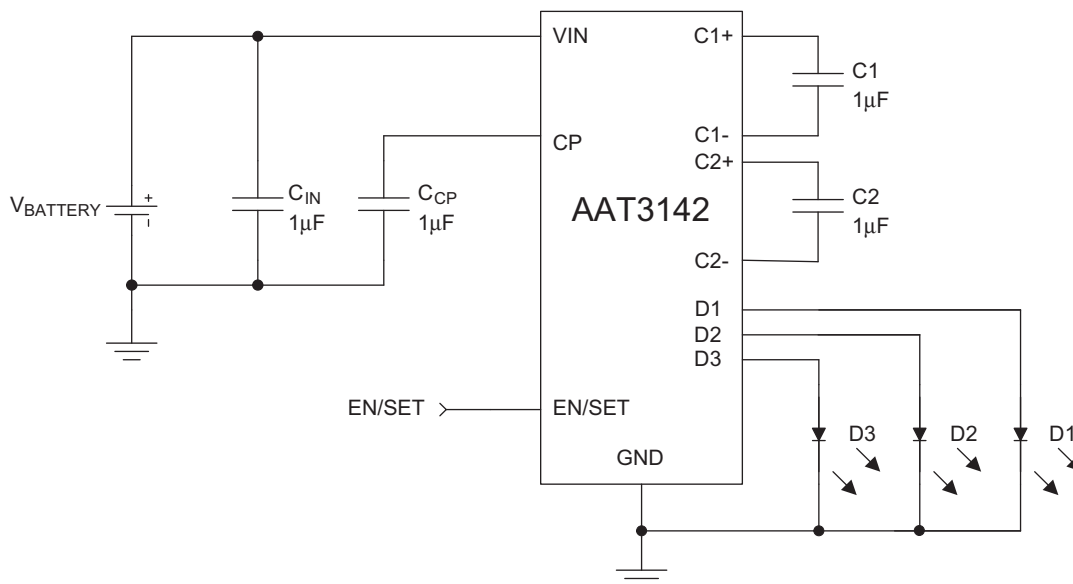 VIN
C1+
C1
1μF
CP
C1-
C2+
VBATTERY
+
-
CIN
1μF
CCP
1μF
AAT3142
C2
1μF
C2-
D1
D2
D3
EN/SET
EN/SET
D3
D2
D1
GND